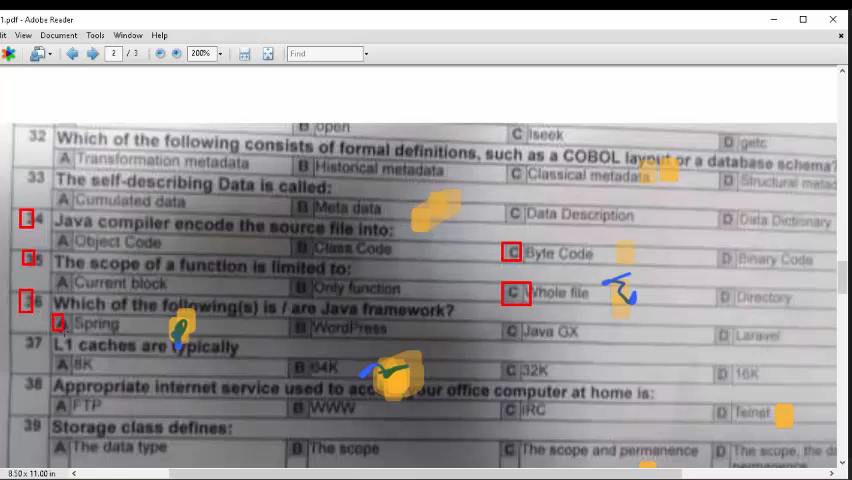 1.pdf - Adobe Reader
View Document Tools Window Help
2 / 3 200% Find
B open C lseek D getc
32 Which of the following consists of formal definitions, such as a COBOL layout or a database schema?
A Transformation metadata B Historical metadata C Classical metadata D Structural metad
33 The self-describing Data is called:
A Cumulated data B Meta data C Data Description D Data Dictionary
34 Java compiler encode the source file into:
A Object Code B Class Code C Byte Code D Binary Code
35 The scope of a function is limited to:
A Current block B Only function C Whole file D Directory
36 Which of the following(s) is / are Java framework?
A Spring B WordPress C Java GX D Laravel
37 L1 caches are typically
A 8K B 64K C 32K D 16K
38 Appropriate internet service used to your office computer at home is:
A FTP B WWW C IRC D Telnet
39 Storage class defines:
A The data type B The scope C The scope and permanence D The scope, the
permanence
8.50 x 11.00 in